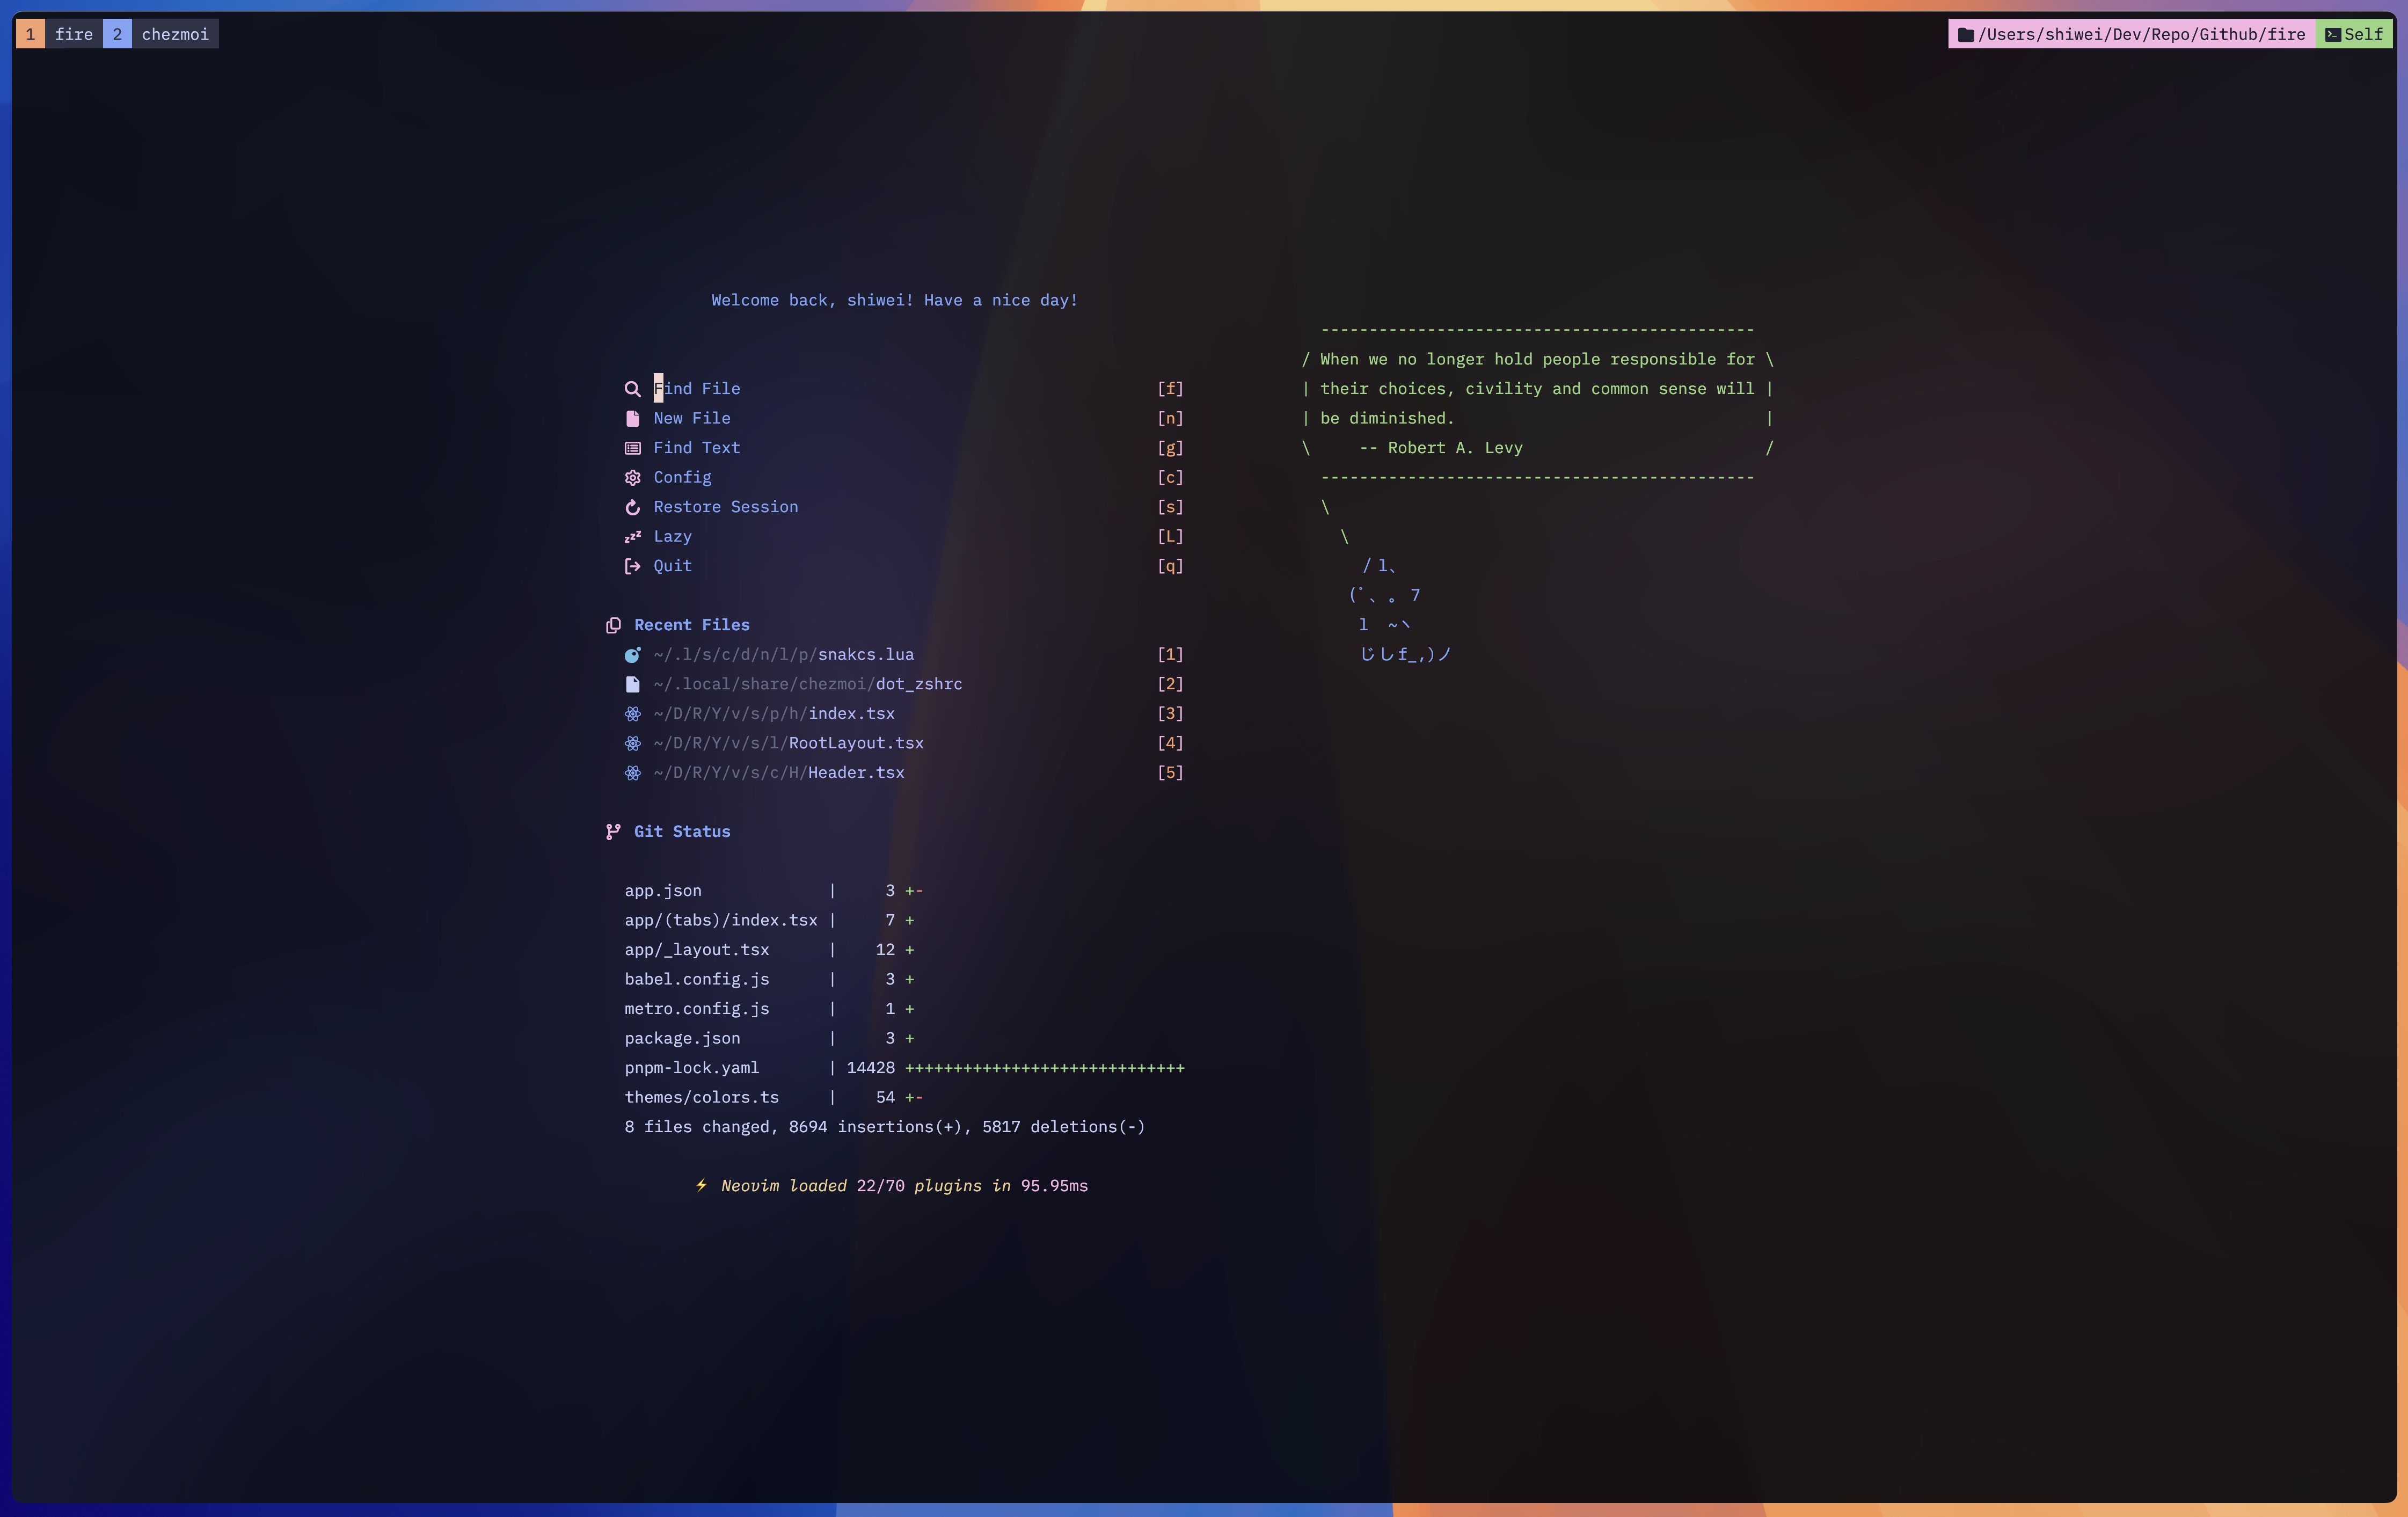 1 fire 2 chezmoi
/Users/shiwei/Dev/Repo/Github/fire Self
Welcome back, shiwei! Have a nice day!
Find File [f]
New File [n]
Find Text [g]
Config [c]
Restore Session [s]
Lazy [L]
Quit [q]
Recent Files
~/.l/s/c/d/n/l/p/snakcs.lua [1]
~/.local/share/chezmoi/dot_zshrc [2]
~/D/R/Y/v/s/p/h/index.tsx [3]
~/D/R/Y/v/s/l/RootLayout.tsx [4]
~/D/R/Y/v/s/c/H/Header.tsx [5]
Git Status
app.json | 3 +-
app/(tabs)/index.tsx | 7 +
app/_layout.tsx | 12 +
babel.config.js | 3 +
metro.config.js | 1 +
package.json | 3 +
pnpm-lock.yaml | 14428 +++++++++++++++++++++++++++++
themes/colors.ts | 54 +-
8 files changed, 8694 insertions(+), 5817 deletions(-)
⚡ Neovim loaded 22/70 plugins in 95.95ms
---------------------------------------------
/ When we no longer hold people responsible for \
| their choices, civility and common sense will |
| be diminished. |
\ -- Robert A. Levy /
---------------------------------------------
\
\
/ l、
(ﾟ、 。 7
l ~ヽ
じしf_,)ノ